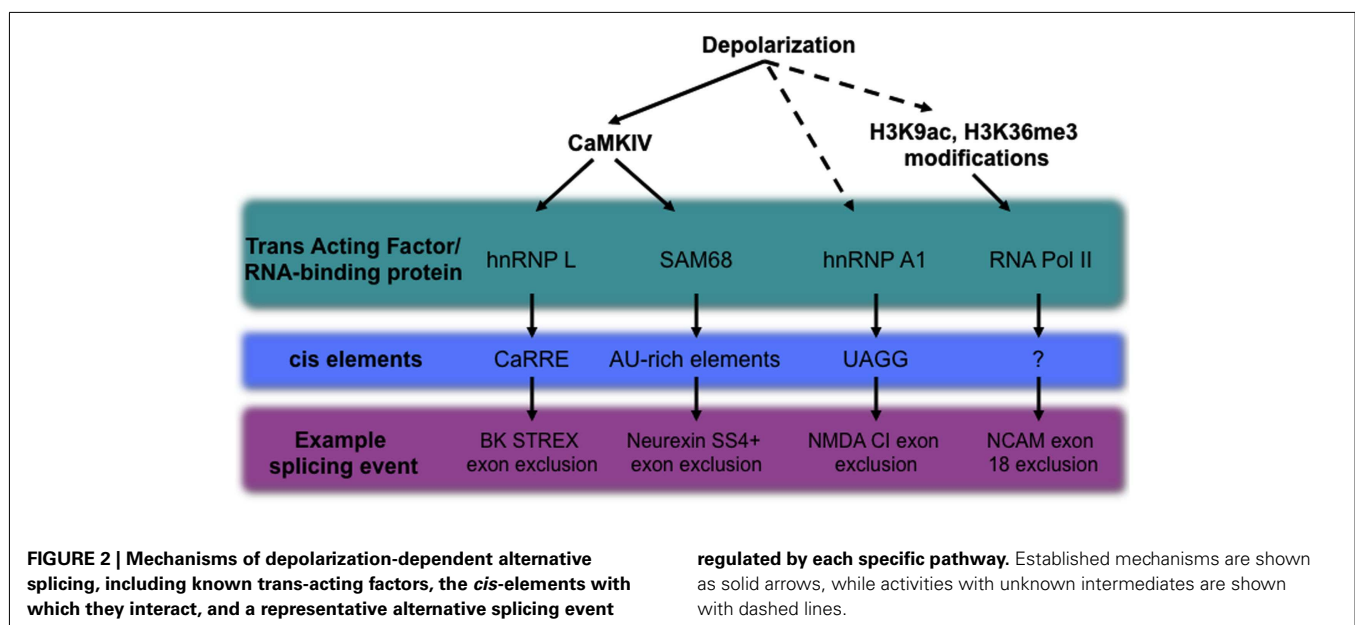 Depolarization
CaMKIV
H3K9ac, H3K36me3
modifications
Trans Acting Factor/
RNA-binding protein
hnRNP L
SAM68
hnRNP A1
RNA Pol II
cis elements
CaRRE
AU-rich elements
UAGG
?
Example
splicing event
BK STREX
exon exclusion
Neurexin SS4+
exon exclusion
NMDA CI exon
exclusion
NCAM exon
18 exclusion
FIGURE 2 | Mechanisms of depolarization-dependent alternative
splicing, including known trans-acting factors, the cis-elements with
which they interact, and a representative alternative splicing event
regulated by each specific pathway. Established mechanisms are shown
as solid arrows, while activities with unknown intermediates are shown
with dashed lines.